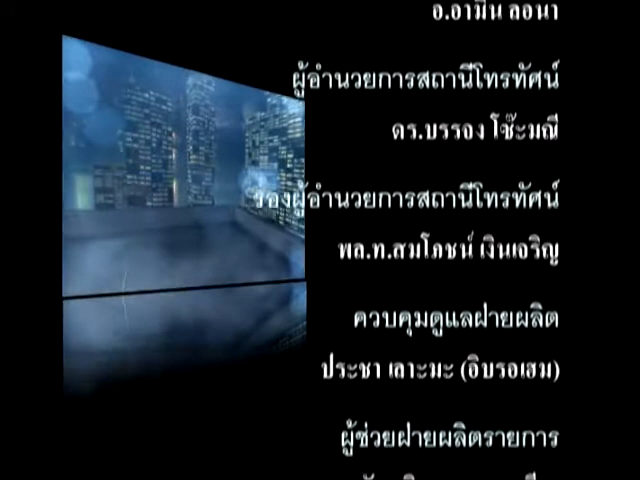 อ.อามีน ลอนา
ผู้อำนวยการสถานีโทรทัศน์
ดร.บรรจง โซ๊ะมณี
รองผู้อำนวยการสถานีโทรทัศน์
พล.ท.สมโภชน์ เงินเจริญ
ควบคุมดูแลฝ่ายผลิต
ประชา เลาะมะ (อิบรอเฮม)
ผู้ช่วยฝ่ายผลิตรายการ